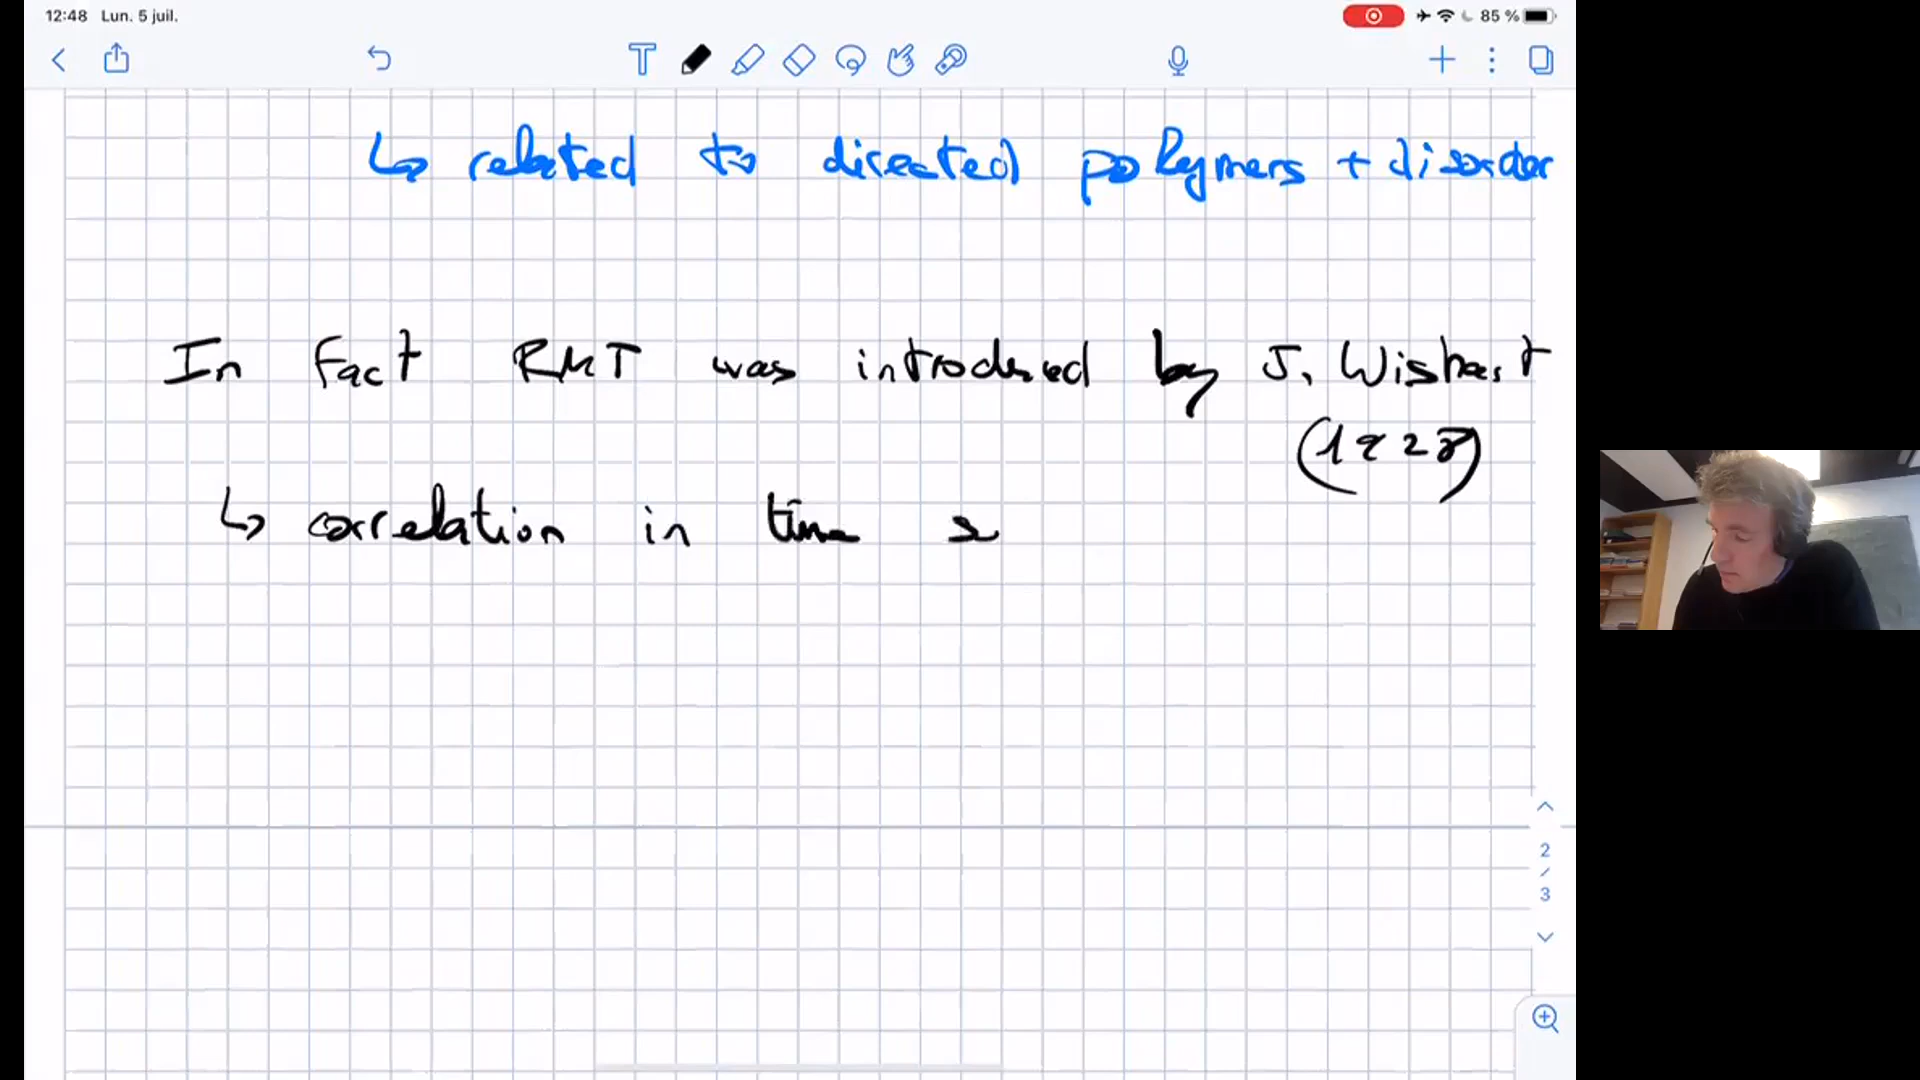 12:48 Lun. 5 juil. 85 %
↳ related to directed polymers + disorder
In Fact RMT was introduced by J. Wishart
(1928)
↳ correlation in time se
2
/
3